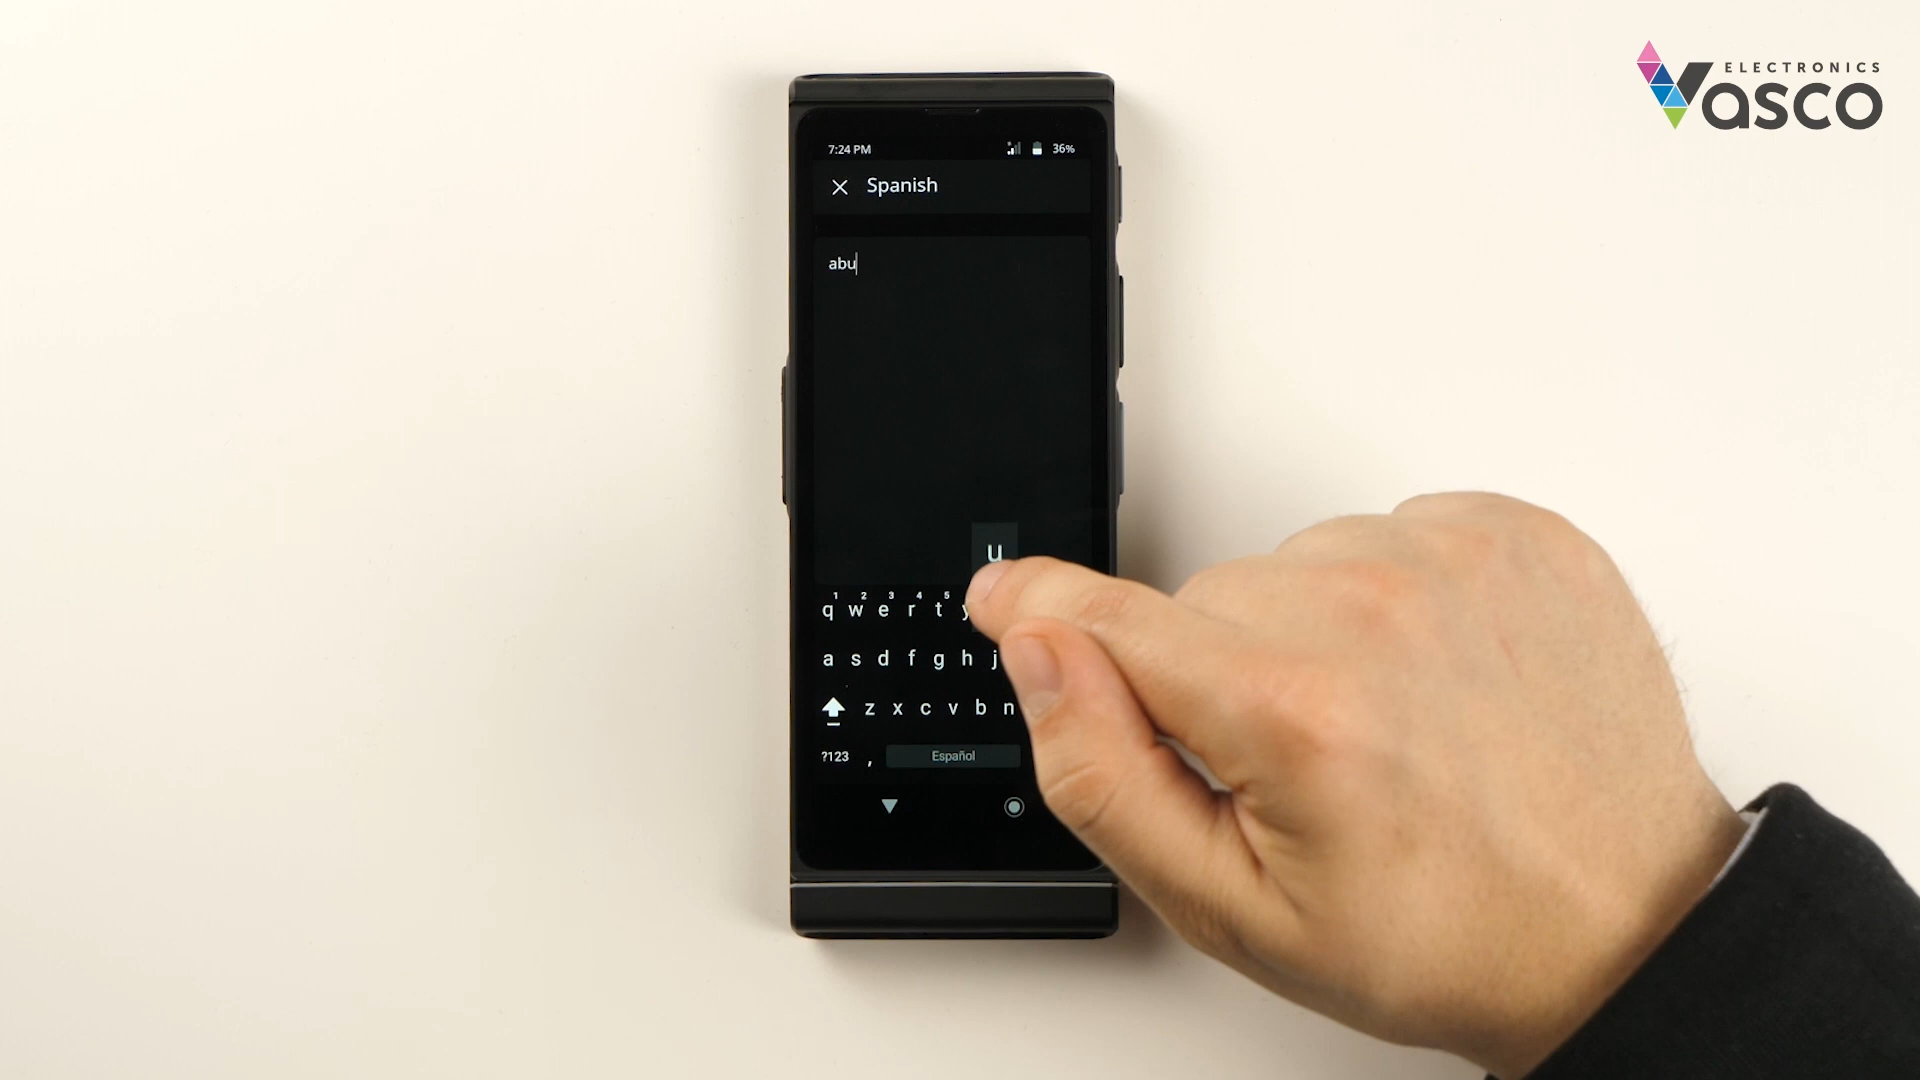 ELECTRONICS
Vasco
7:24 PM 36%
Spanish
abu
u
1 2 3 4 5
q w e r t y
a s d f g h j
z x c v b n
?123 , Español